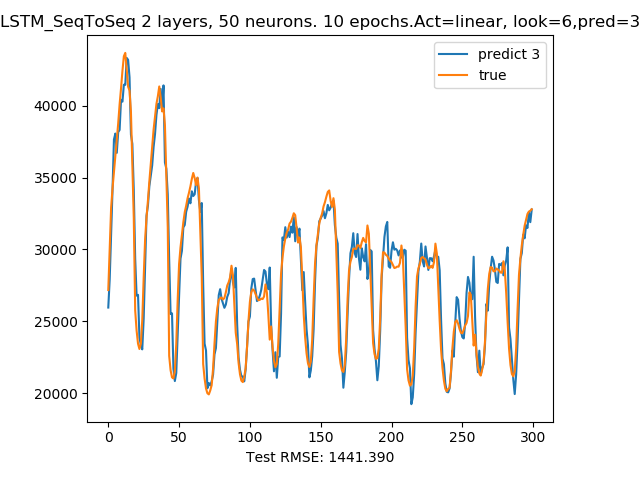 LSTM_SeqToSeq 2 layers, 50 neurons. 10 epochs.Act=linear, look=6,pred=3
predict 3
true
40000
35000
30000
25000
20000
0 50 100 150 200 250 300
Test RMSE: 1441.390